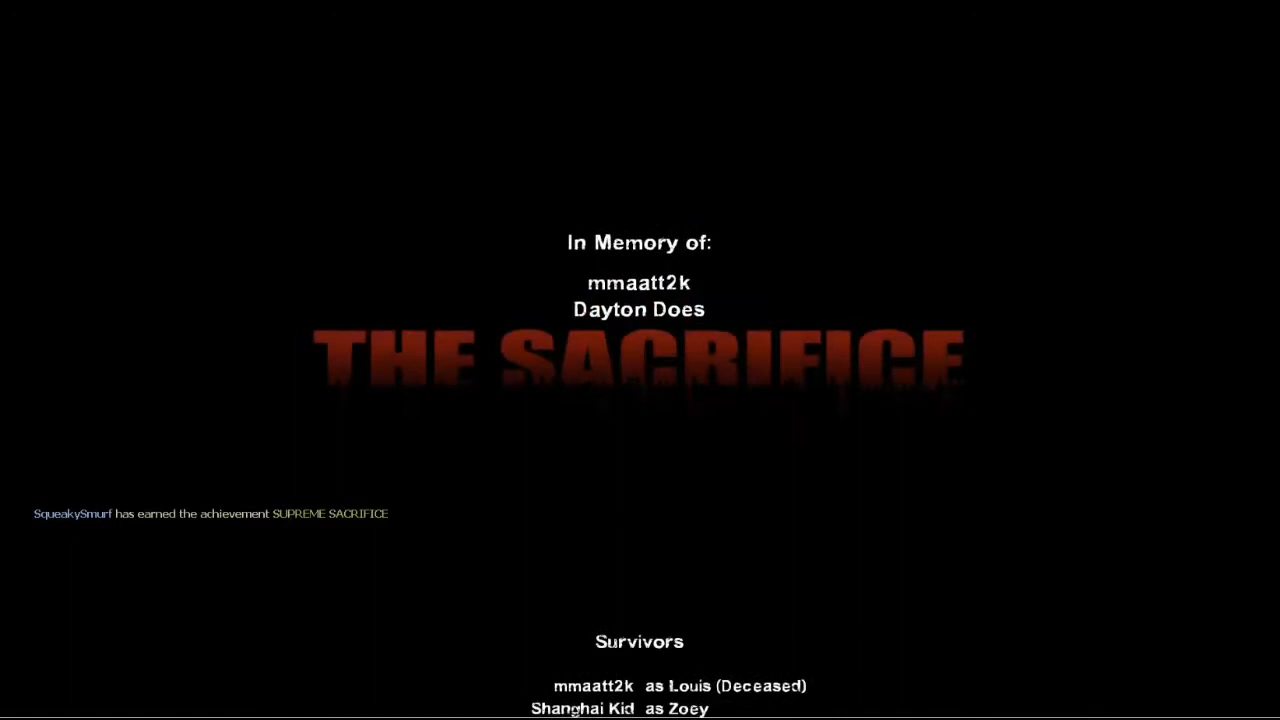 In Memory of:
mmaatt2k
Dayton Does
THE SACRIFICE
SqueakySmurf has earned the achievement SUPREME SACRIFICE
Survivors
mmaatt2k as Louis (Deceased)
Shanghai Kid as Zoey